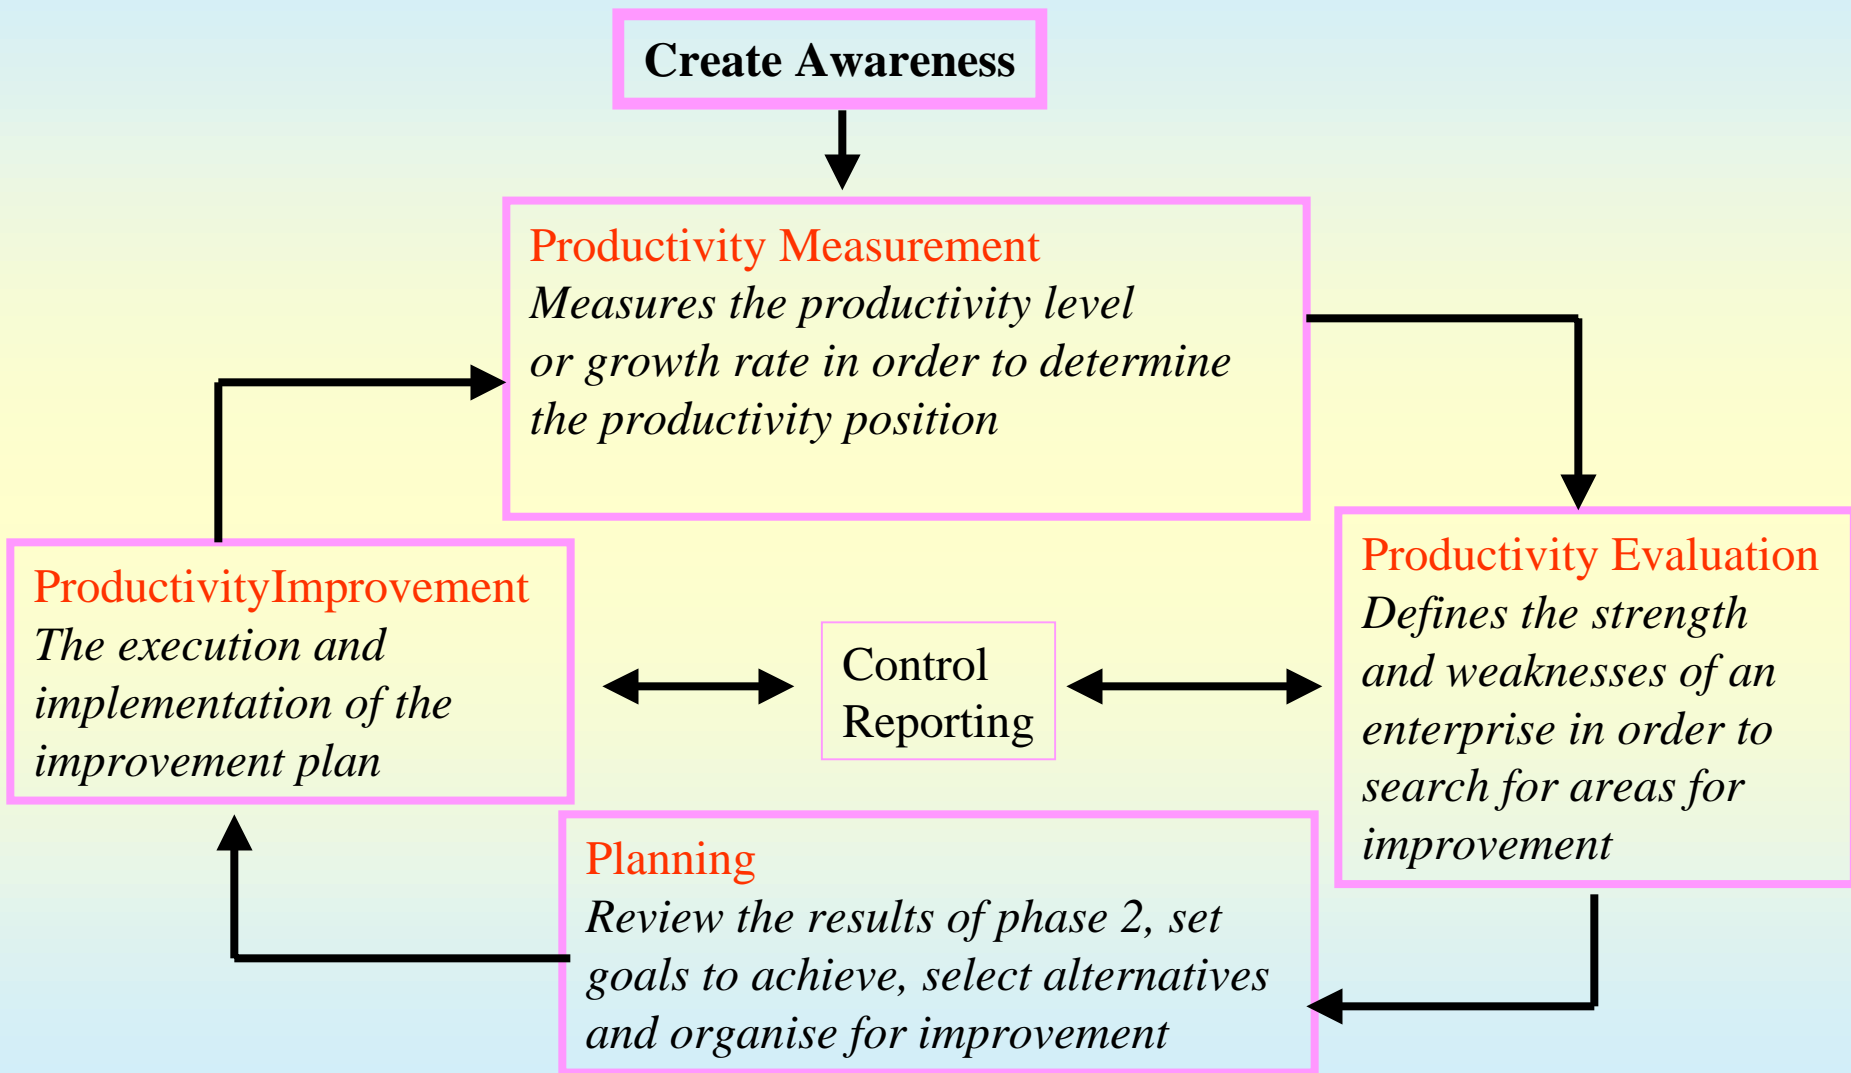 Create Awareness
Productivity Measurement
Measures the productivity level
or growth rate in order to determine
the productivity position
Productivity Evaluation
Defines the strength
and weaknesses of an
enterprise in order to
search for areas for
improvement
ProductivityImprovement
The execution and
implementation of the
improvement plan
Control
Reporting
Planning
Review the results of phase 2, set
goals to achieve, select alternatives
and organise for improvement